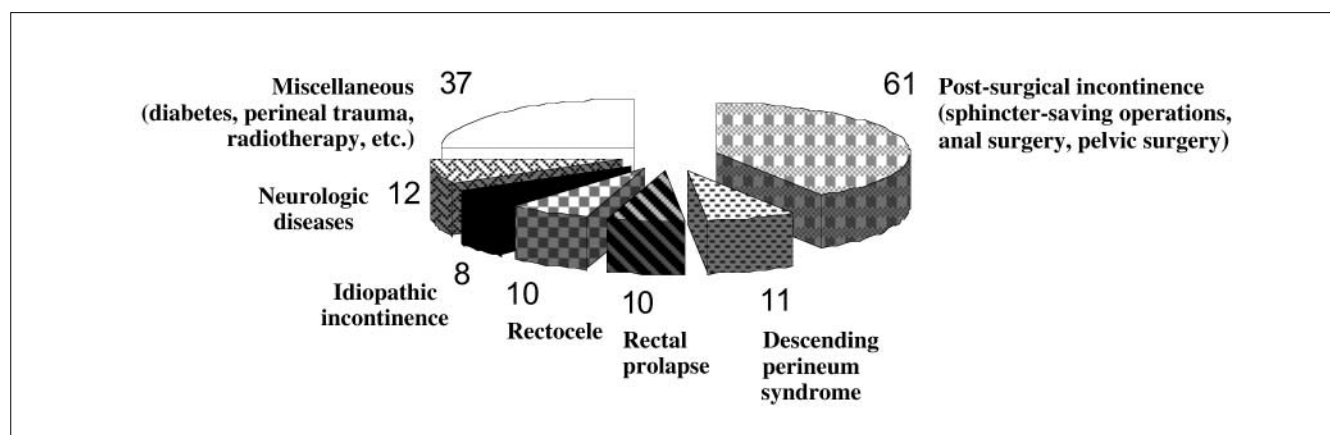 Miscellaneous
(diabetes, perineal trauma,
radiotherapy, etc.)
37
61
Post-surgical incontinence
(sphincter-saving operations,
anal surgery, pelvic surgery)
Neurologic
diseases
12
Idiopathic
incontinence
8
10
Rectocele
10
Rectal
prolapse
11
Descending
perineum
syndrome